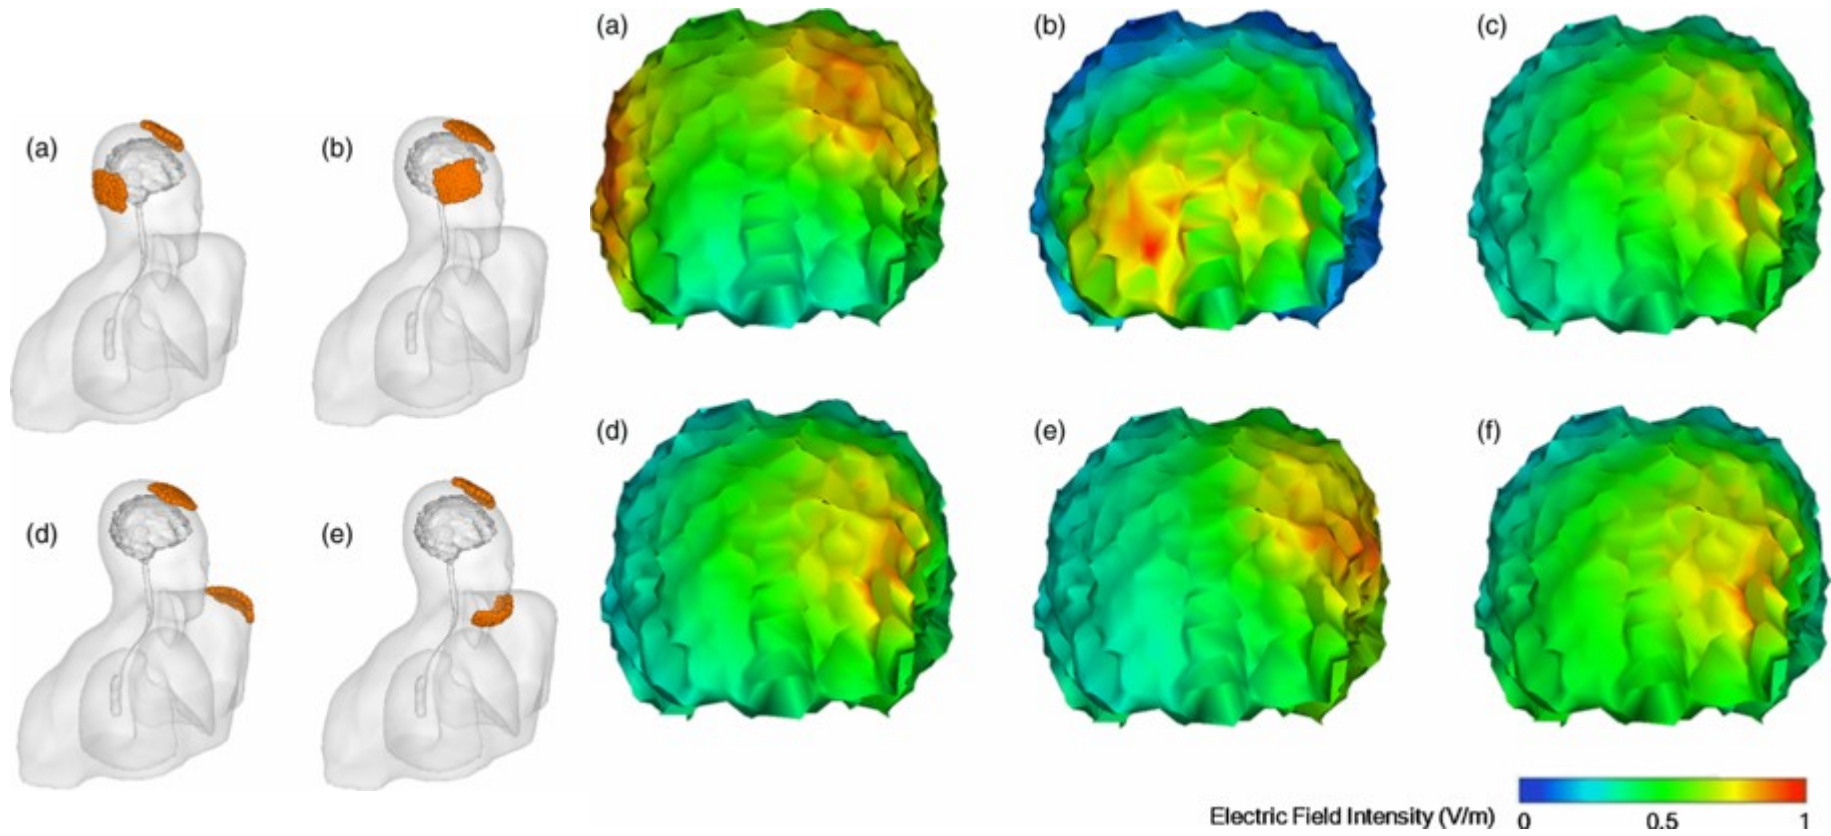 (a)
(b)
(d)
(e)
(a)
(b)
(c)
(d)
(e)
(f)
Electric Field Intensity (V/m)
0
0.5
1